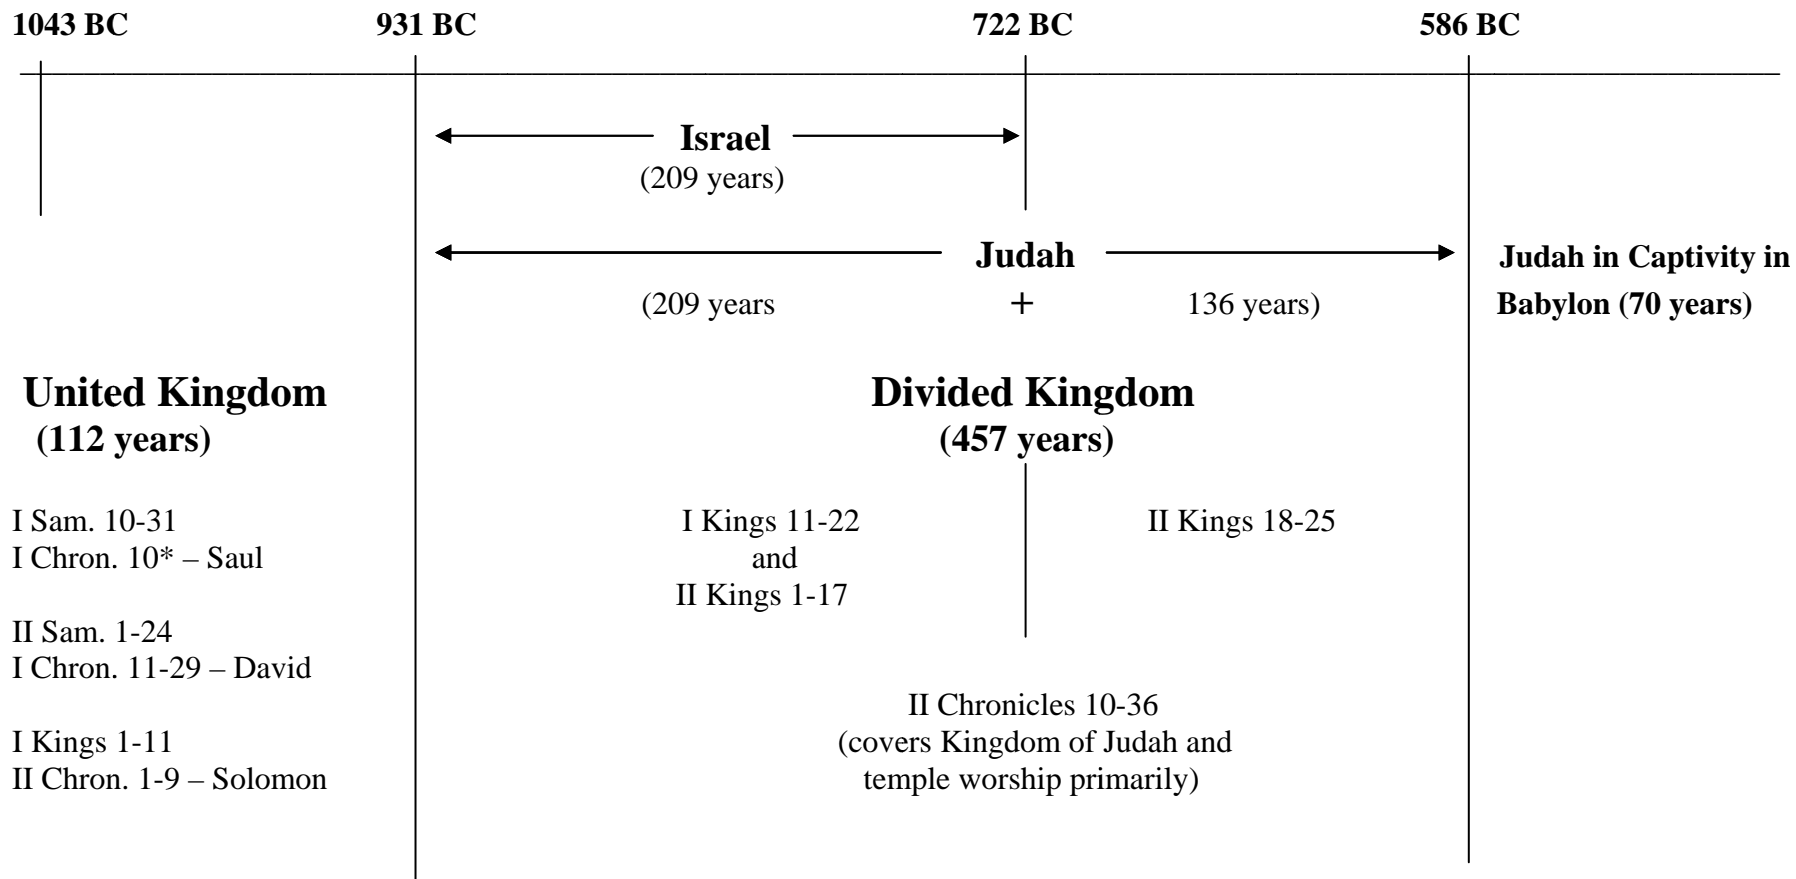 1043 BC 931 BC 722 BC 586 BC
Israel
(209 years)
Judah
(209 years + 136 years)
Judah in Captivity in
Babylon (70 years)
United Kingdom
(112 years)
Divided Kingdom
(457 years)
I Sam. 10-31
I Chron. 10* – Saul
II Sam. 1-24
I Chron. 11-29 – David
I Kings 1-11
II Chron. 1-9 – Solomon
I Kings 11-22
and
II Kings 1-17
II Kings 18-25
II Chronicles 10-36
(covers Kingdom of Judah and
temple worship primarily)